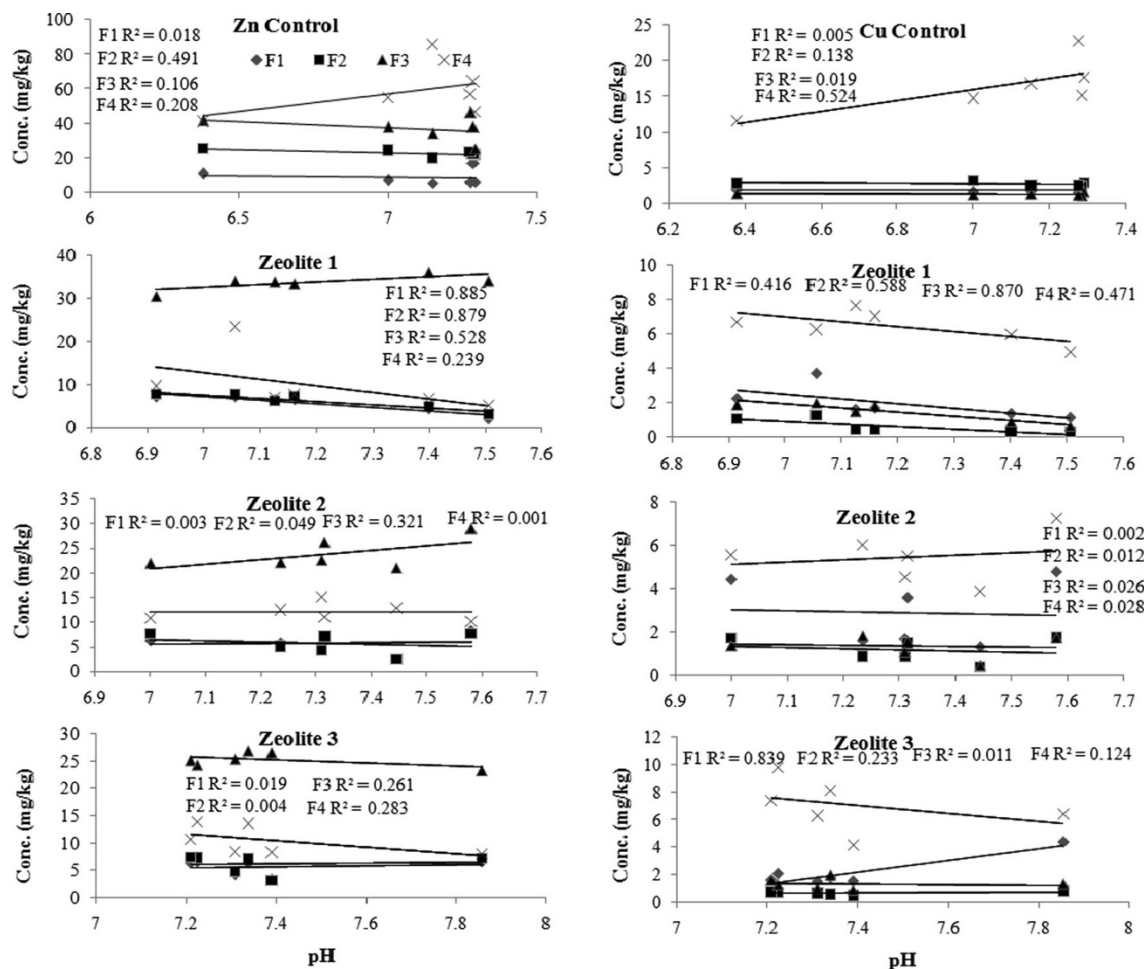 Zn Control
F1 R² = 0.018
F2 R² = 0.491
F3 R² = 0.106
F4 R² = 0.208
F1 F2 F3 F4
Conc. (mg/kg)
100
80
60
40
20
0
6 6.5 7 7.5
Cu Control
F1 R² = 0.005
F2 R² = 0.138
F3 R² = 0.019
F4 R² = 0.524
Conc. (mg/kg)
25
20
15
10
5
0
6.2 6.4 6.6 6.8 7 7.2 7.4
Zeolite 1
F1 R² = 0.885
F2 R² = 0.879
F3 R² = 0.528
F4 R² = 0.239
Conc. (mg/kg)
40
30
20
10
0
6.8 6.9 7 7.1 7.2 7.3 7.4 7.5 7.6
Zeolite 1
F1 R² = 0.416 F2 R² = 0.588 F3 R² = 0.870 F4 R² = 0.471
Conc. (mg/kg)
8
6
4
2
0
6.8 6.9 7 7.1 7.2 7.3 7.4 7.5 7.6
Zeolite 2
F1 R² = 0.003 F2 R² = 0.049 F3 R² = 0.321 F4 R² = 0.001
Conc. (mg/kg)
35
30
25
20
15
10
5
0
6.9 7 7.1 7.2 7.3 7.4 7.5 7.6 7.7
Zeolite 2
F1 R² = 0.002
F2 R² = 0.012
F3 R² = 0.026
F4 R² = 0.028
Conc. (mg/kg)
8
6
4
2
0
6.9 7 7.1 7.2 7.3 7.4 7.5 7.6 7.7
Zeolite 3
F1 R² = 0.019 F3 R² = 0.261
F2 R² = 0.004 F4 R² = 0.283
Conc. (mg/kg)
30
25
20
15
10
5
0
7 7.2 7.4 7.6 7.8 8
pH
Zeolite 3
F1 R² = 0.839 F2 R² = 0.233 F3 R² = 0.011 F4 R² = 0.124
Conc. (mg/kg)
12
10
8
6
4
2
0
7 7.2 7.4 7.6 7.8 8
pH